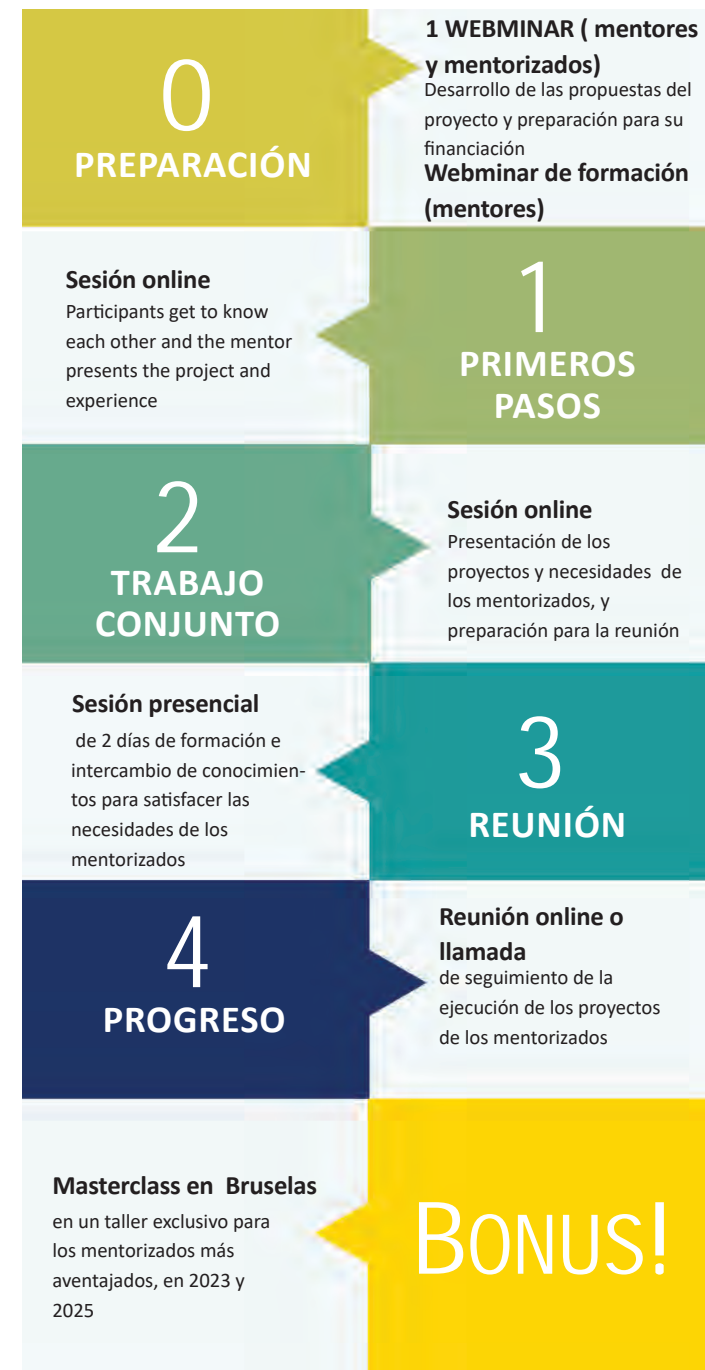 0
PREPARACIÓN
1 WEBMINAR ( mentores
y mentorizados)
Desarrollo de las propuestas del
proyecto y preparación para su
financiación
Webminar de formación
(mentores)
Sesión online
Participants get to know
each other and the mentor
presents the project and
experience
1
PRIMEROS
PASOS
2
TRABAJO
CONJUNTO
Sesión online
Presentación de los
proyectos y necesidades de
los mentorizados, y
preparación para la reunión
Sesión presencial
de 2 días de formación e
intercambio de conocimien-
tos para satisfacer las
necesidades de los
mentorizados
3
REUNIÓN
4
PROGRESO
Reunión online o
llamada
de seguimiento de la
ejecución de los proyectos
de los mentorizados
Masterclass en Bruselas
en un taller exclusivo para
los mentorizados más
aventajados, en 2023 y
2025
BONUS!